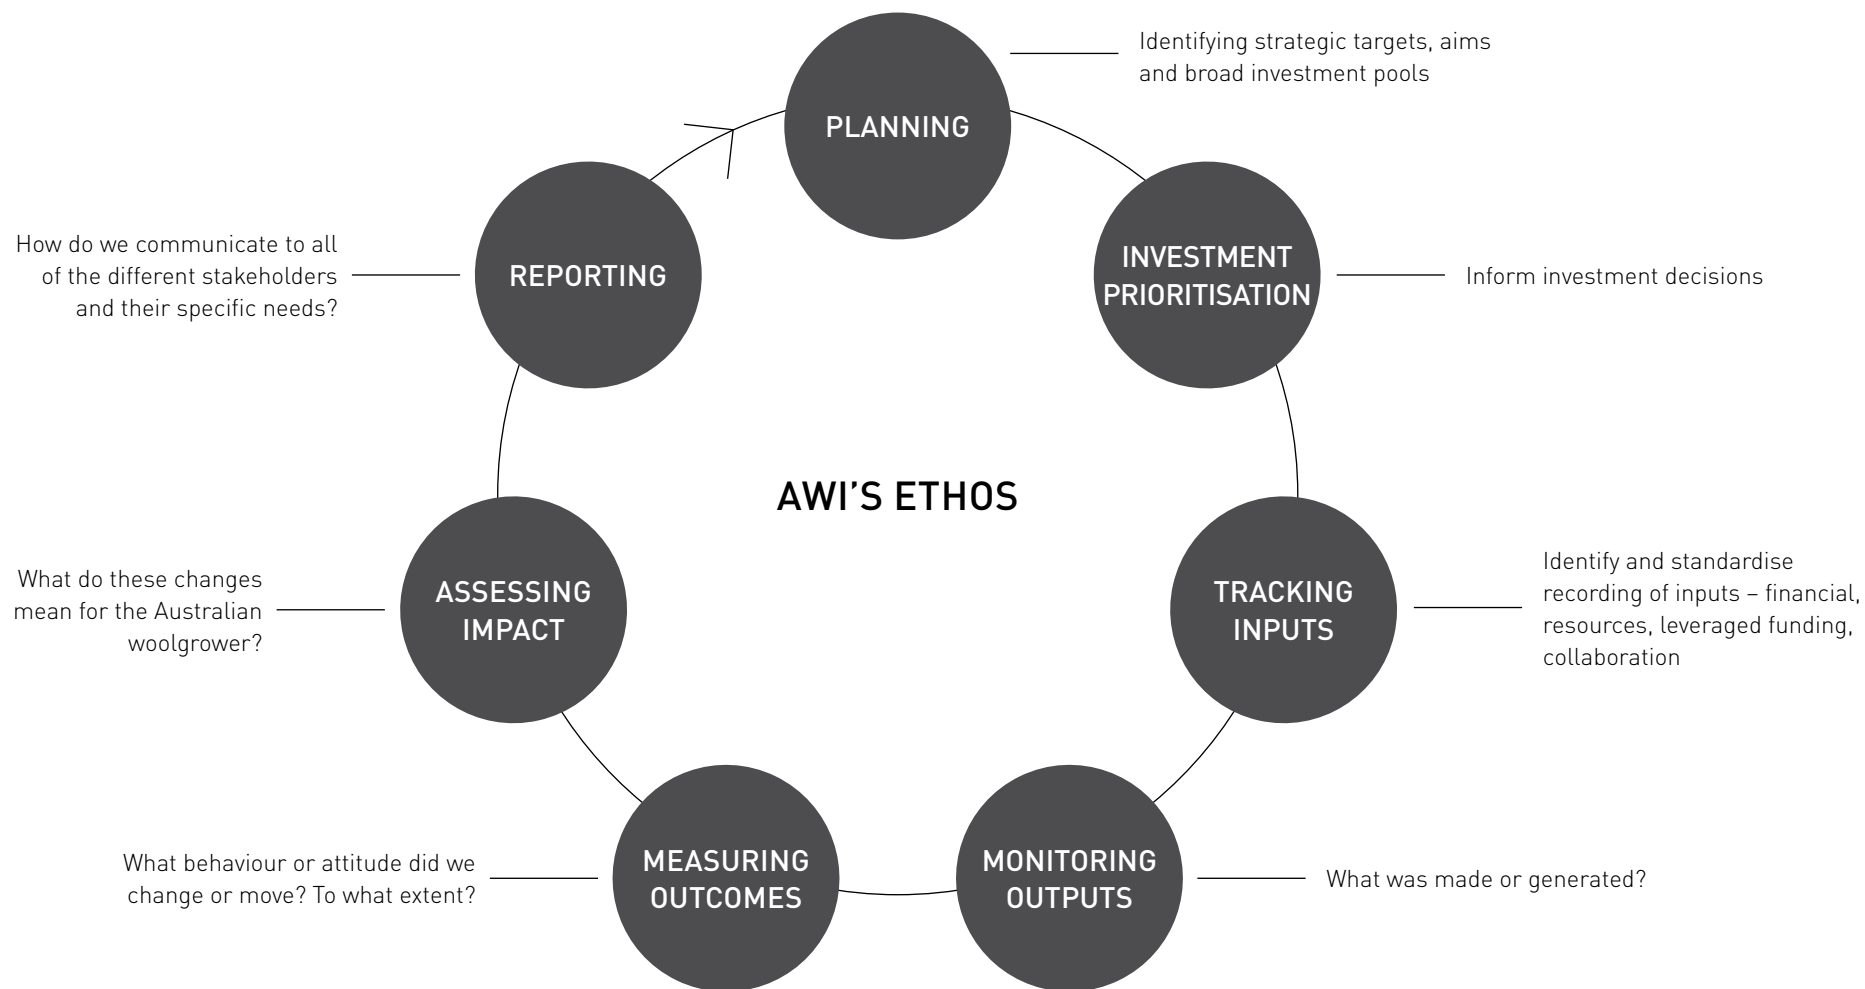 PLANNING
Identifying strategic targets, aims
and broad investment pools
INVESTMENT
PRIORITISATION
Inform investment decisions
TRACKING
INPUTS
Identify and standardise
recording of inputs – financial,
resources, leveraged funding,
collaboration
MONITORING
OUTPUTS
What was made or generated?
MEASURING
OUTCOMES
What behaviour or attitude did we
change or move? To what extent?
ASSESSING
IMPACT
What do these changes
mean for the Australian
woolgrower?
REPORTING
How do we communicate to all
of the different stakeholders
and their specific needs?
AWI’S ETHOS